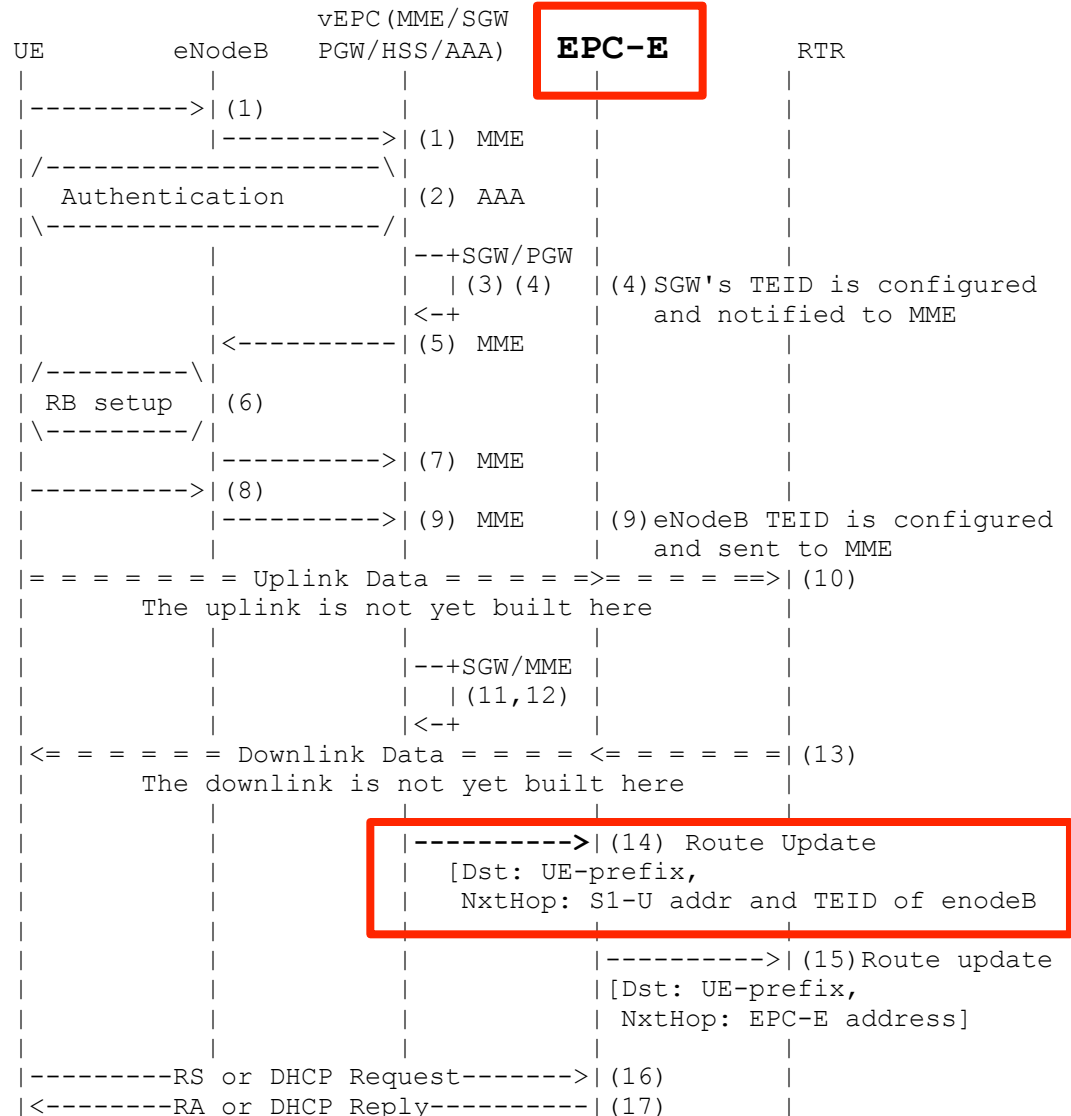 vEPC(MME/SGW
UE eNodeB PGW/HSS/AAA) EPC-E RTR
(1)
(1) MME
Authentication (2) AAA
SGW/PGW
(3)(4) (4)SGW's TEID is configured
and notified to MME
(5) MME
RB setup (6)
(7) MME
(8)
(9) MME (9)eNodeB TEID is configured
and sent to MME
Uplink Data (10)
The uplink is not yet built here
SGW/MME
(11,12)
Downlink Data (13)
The downlink is not yet built here
(14) Route Update
[Dst: UE-prefix,
NxtHop: S1-U addr and TEID of enodeB
(15)Route update
[Dst: UE-prefix,
NxtHop: EPC-E address]
RS or DHCP Request (16)
RA or DHCP Reply (17)